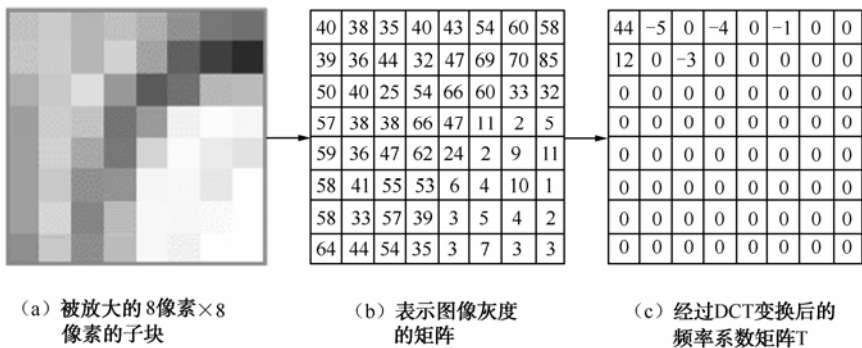 40 38 35 40 43 54 60 58
39 36 44 32 47 69 70 85
50 40 25 54 66 60 33 32
57 38 38 66 47 11 2 5
59 36 47 62 24 2 9 11
58 41 55 53 6 4 10 1
58 33 57 39 3 5 4 2
64 44 54 35 3 7 3 3
44 −5 0 −4 0 −1 0 0
12 0 −3 0 0 0 0 0
0 0 0 0 0 0 0 0
0 0 0 0 0 0 0 0
0 0 0 0 0 0 0 0
0 0 0 0 0 0 0 0
0 0 0 0 0 0 0 0
0 0 0 0 0 0 0 0
（a）被放大的8像素×8
像素的子块
（b）表示图像灰度
的矩阵
（c）经过DCT变换后的
频率系数矩阵T